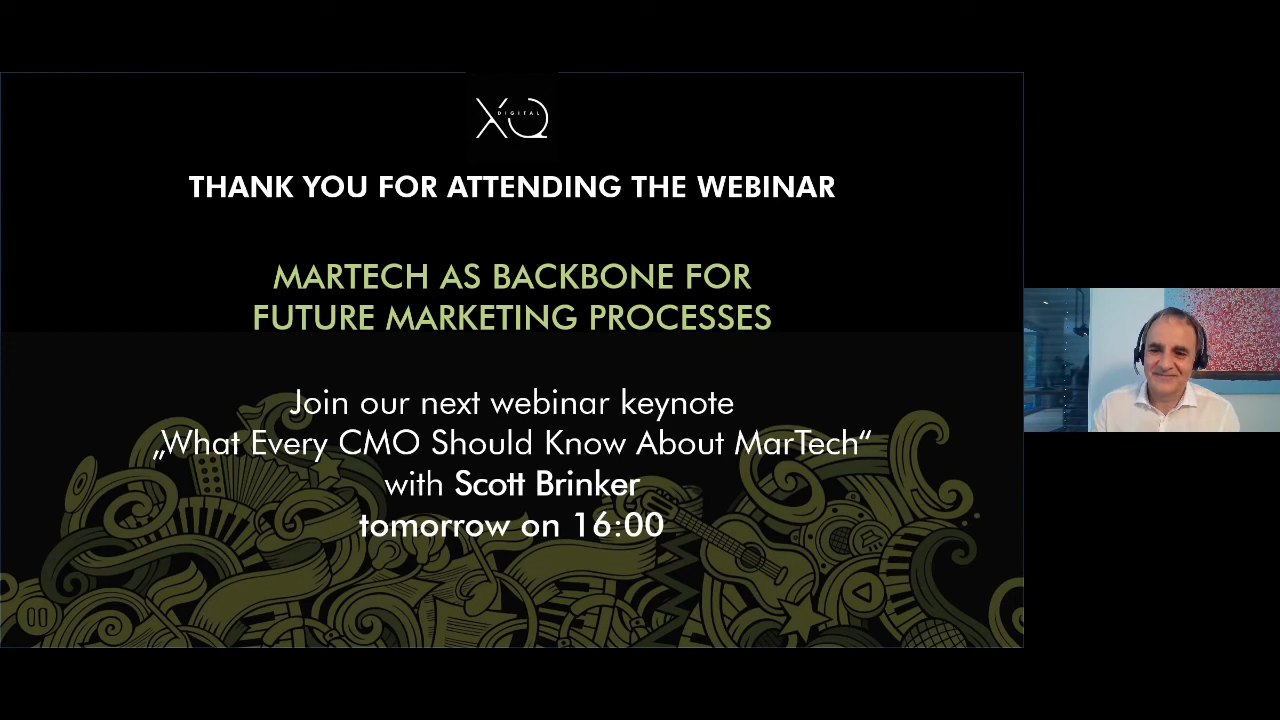 XQ
DIGITAL
THANK YOU FOR ATTENDING THE WEBINAR
MARTECH AS BACKBONE FOR
FUTURE MARKETING PROCESSES
Join our next webinar keynote
„What Every CMO Should Know About MarTech“
with Scott Brinker
tomorrow on 16:00